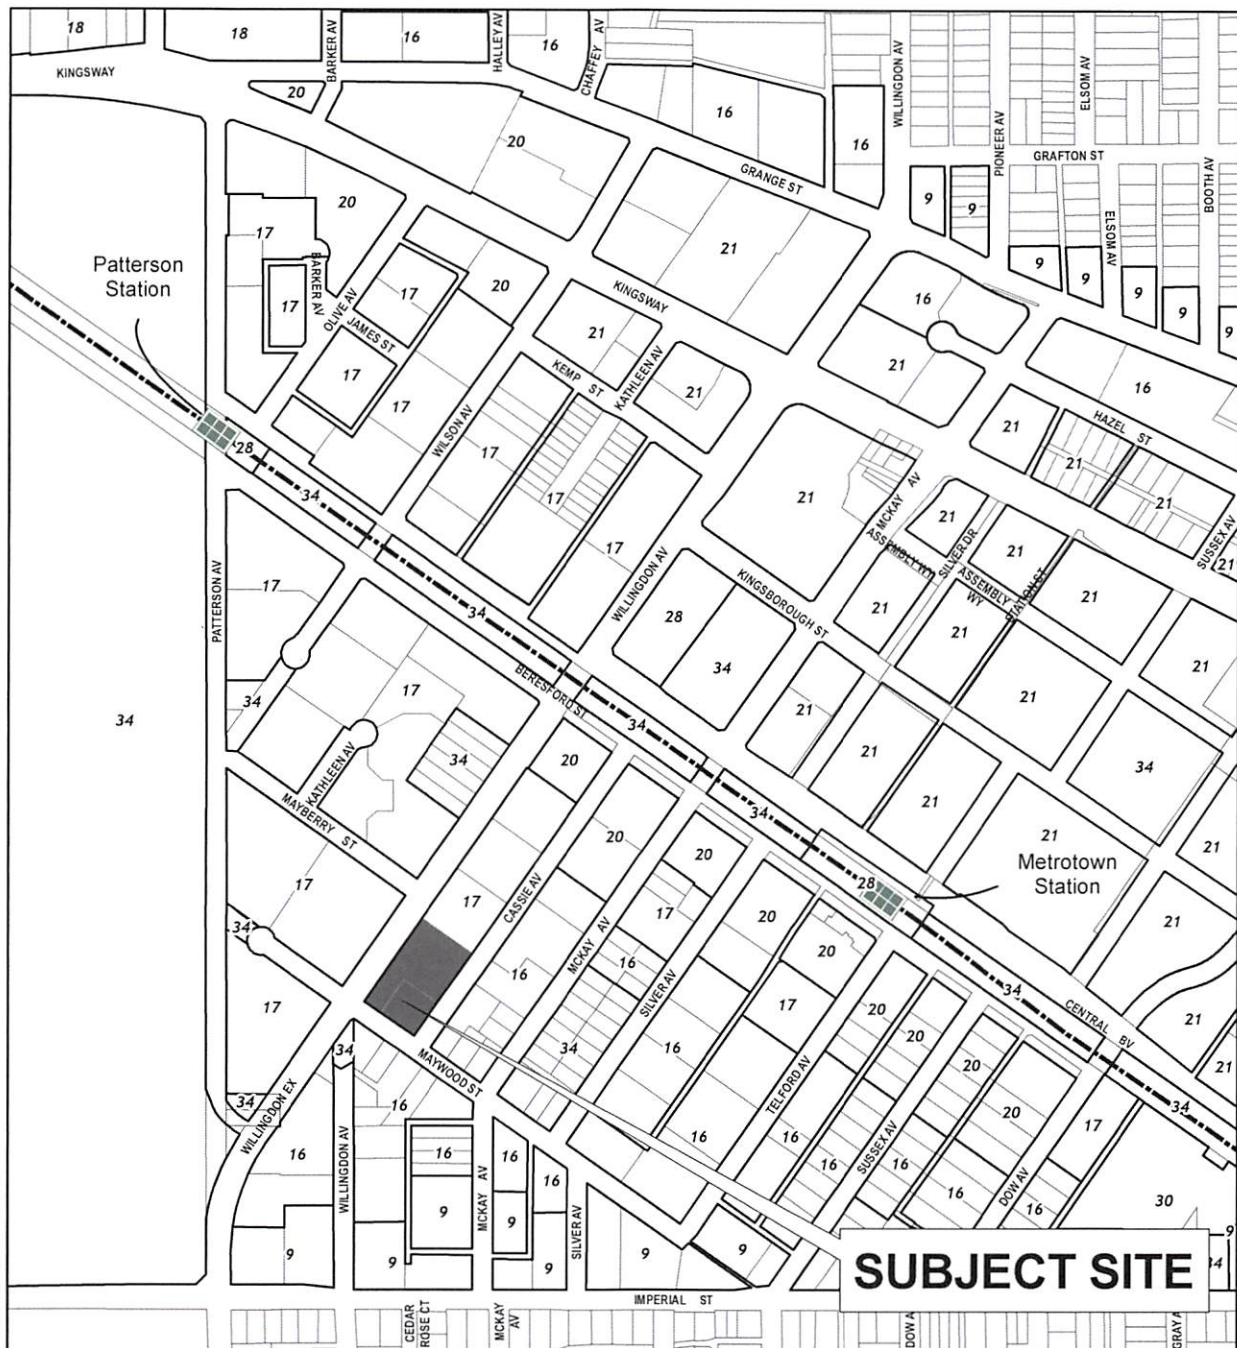 18
18
16
16
BARKER AV
HALLEY AV
CHAFFEY AV
WILLINGDON AV
ELSOM AV
KINGSWAY
20
16
PIONEER AV
20
16
GRAFTON ST
BOOTH AV
GRANGE ST
9
9
ELSOM AV
20
17
21
9
9
9
9
9
Patterson
Station
BARKER AV
17
OLIVE AV
17
20
KINGSWAY
16
JAMES ST
21
21
16
17
KEMP ST
KATHLEEN AV
21
17
WILSON AV
HAZEL ST
28
17
21
21
34
17
21
MCKAY AV
21
21
SUSSEX AV
17
ASSEMBLY WY
SILVER DR
21
21
WILLINGDON AV
ASSEMBLY WY
STATION ST
17
KINGSBOROUGH ST
21
21
PATTERSON AV
34
28
21
34
21
BERESFORD ST
17
21
34
34
34
21
KATHLEEN AV
34
20
21
34
MAYBERRY ST
21
34
20
21
21
20
Metrotown
Station
17
28
17
CASSIE AV
17
20
20
21
34
MCKAY AV
16
16
SILVER AV
17
20
34
17
20
CENTRAL BV
21
34
34
MAYWOOD ST
16
20
20
21
34
WILLINGDON EX
16
TELFORD AV
20
34
17
16
WILLINGDON AV
16
16
16
16
SUSSEX AV
16
16
MCKAY AV
16
16
DOW AV
16
30
9
9
SILVER AV
9
9
9
9
9
9
34
SUBJECT SITE
IMPERIAL ST
CEDAR
ROSE CT
MCKAY
AV
DOW A
GRAY A